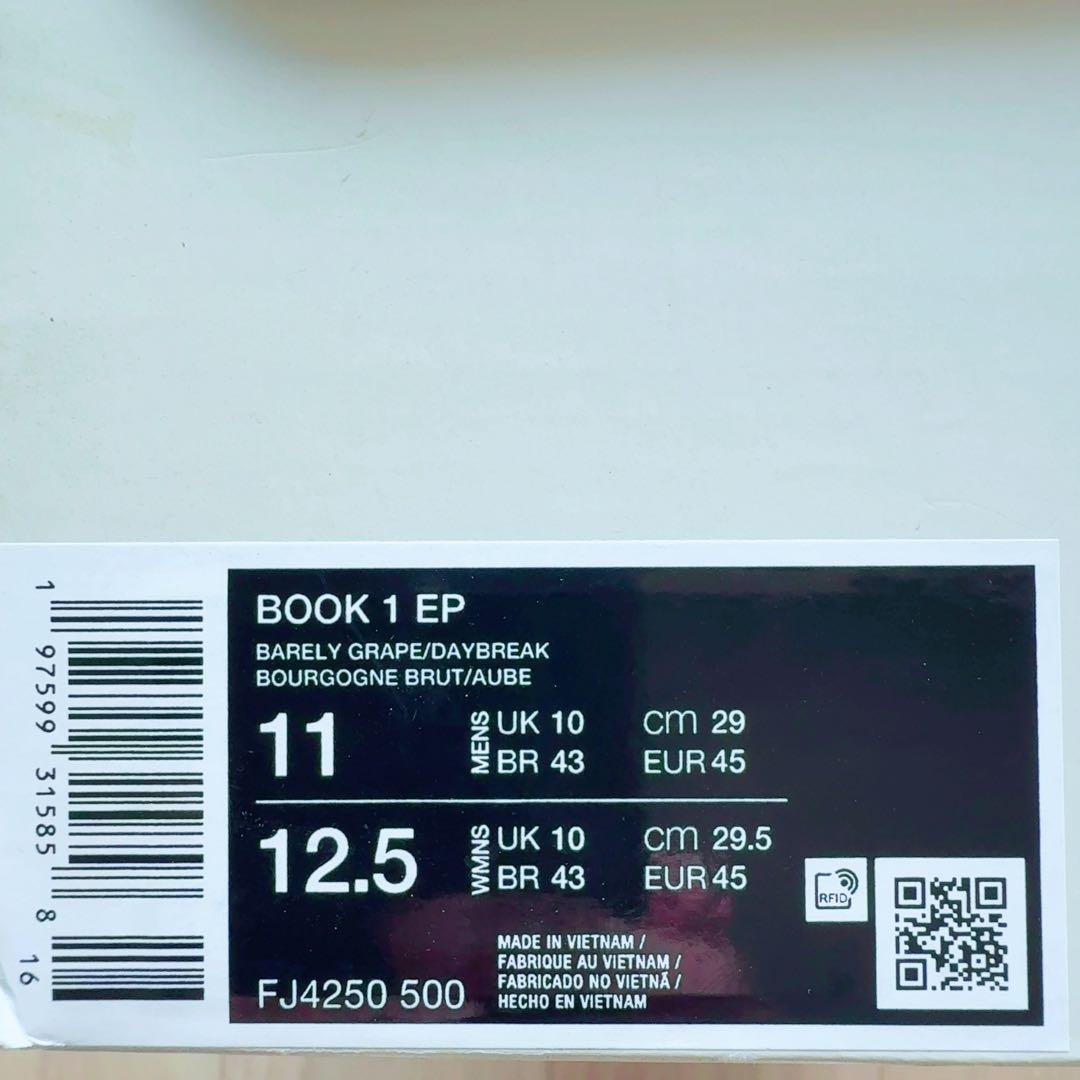 1 97599 31585 8 16
BOOK 1 EP
BARELY GRAPE/DAYBREAK
BOURGOGNE BRUT/AUBE
11 MENS UK 10 cm 29
BR 43 EUR 45
12.5 WMNS UK 10 cm 29.5
BR 43 EUR 45
RFID
MADE IN VIETNAM /
FABRIQUE AU VIETNAM /
FABRICADO NO VIETNÃ /
HECHO EN VIETNAM
FJ4250 500